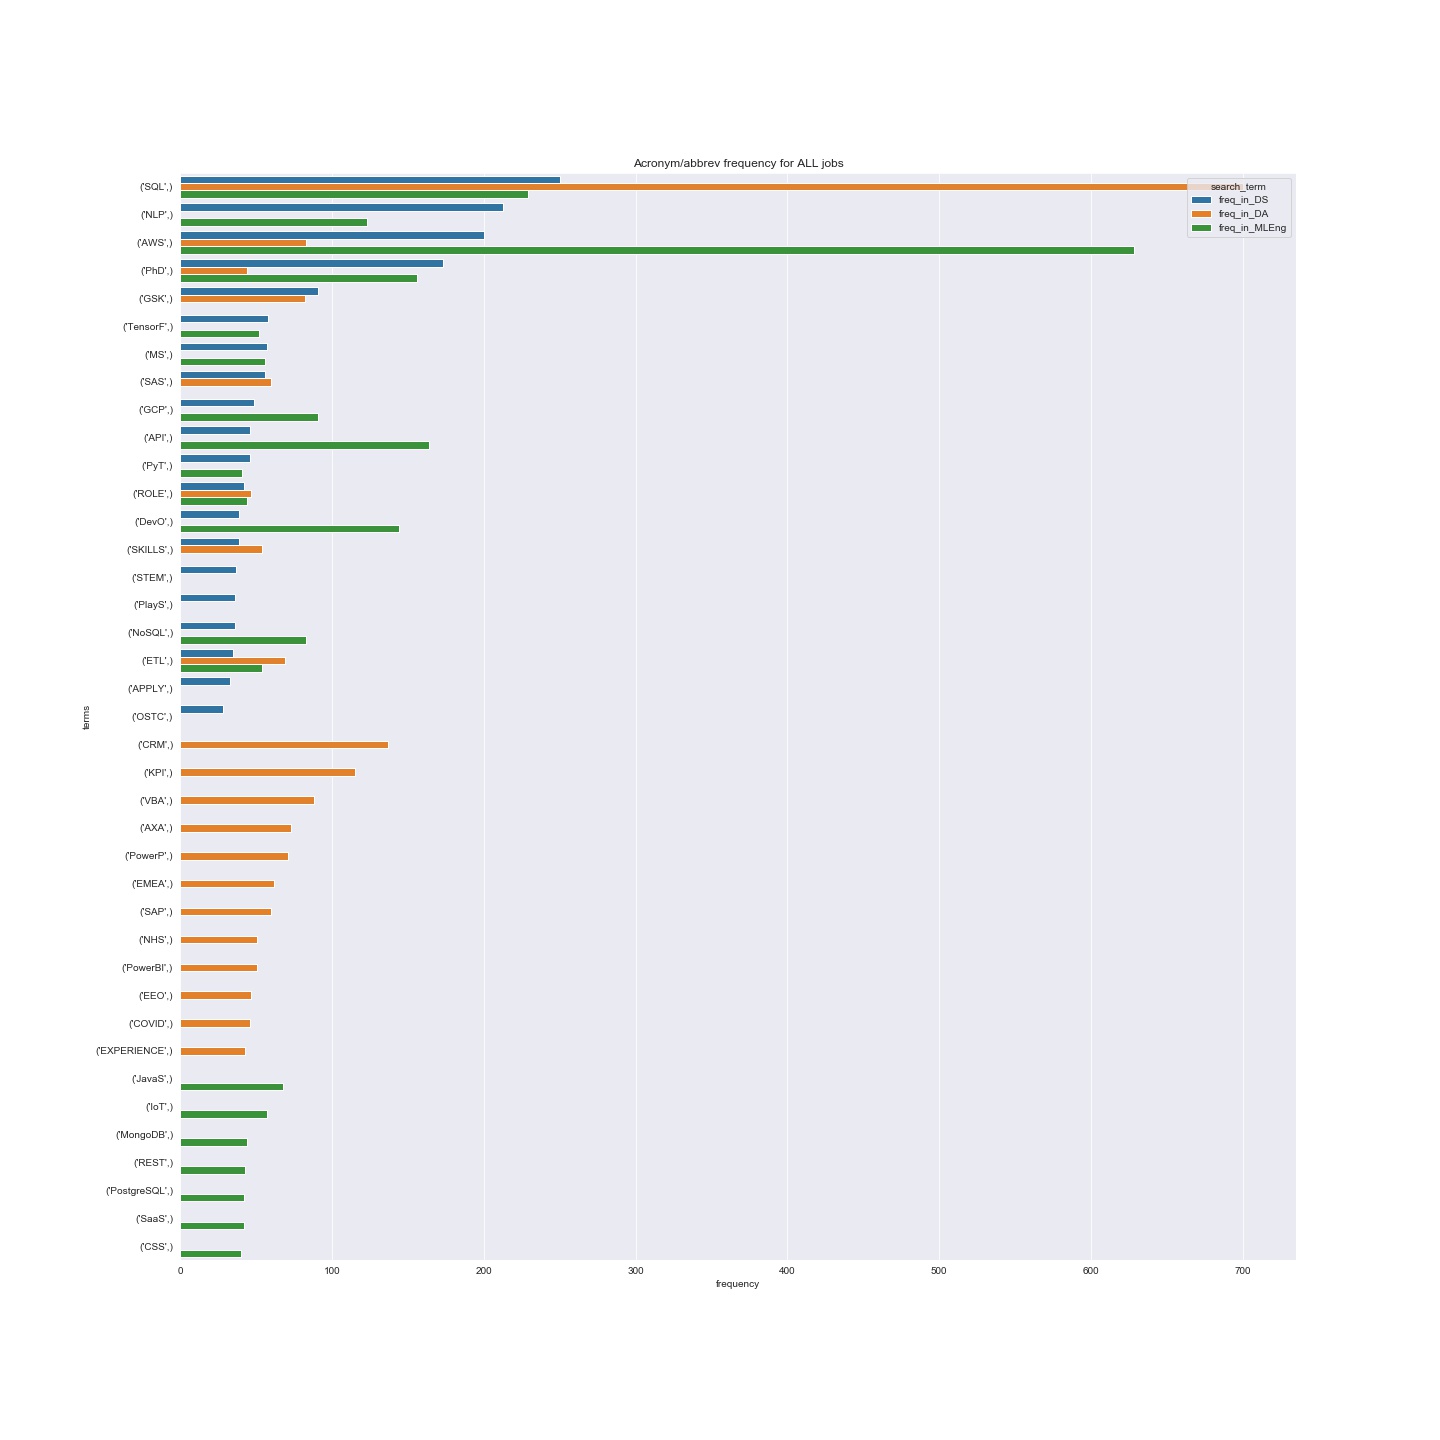 Acronym/abbrev frequency for ALL jobs
search_term
freq_in_DS
freq_in_DA
freq_in_MLEng
terms
('SQL',)
('NLP',)
('AWS',)
('PhD',)
('GSK',)
('TensorF',)
('MS',)
('SAS',)
('GCP',)
('API',)
('PyT',)
('ROLE',)
('DevO',)
('SKILLS',)
('STEM',)
('PlayS',)
('NoSQL',)
('ETL',)
('APPLY',)
('OSTC',)
('CRM',)
('KPI',)
('VBA',)
('AXA',)
('PowerP',)
('EMEA',)
('SAP',)
('NHS',)
('PowerBI',)
('EEO',)
('COVID',)
('EXPERIENCE',)
('JavaS',)
('IoT',)
('MongoDB',)
('REST',)
('PostgreSQL',)
('SaaS',)
('CSS',)
0 100 200 300 400 500 600 700
frequency